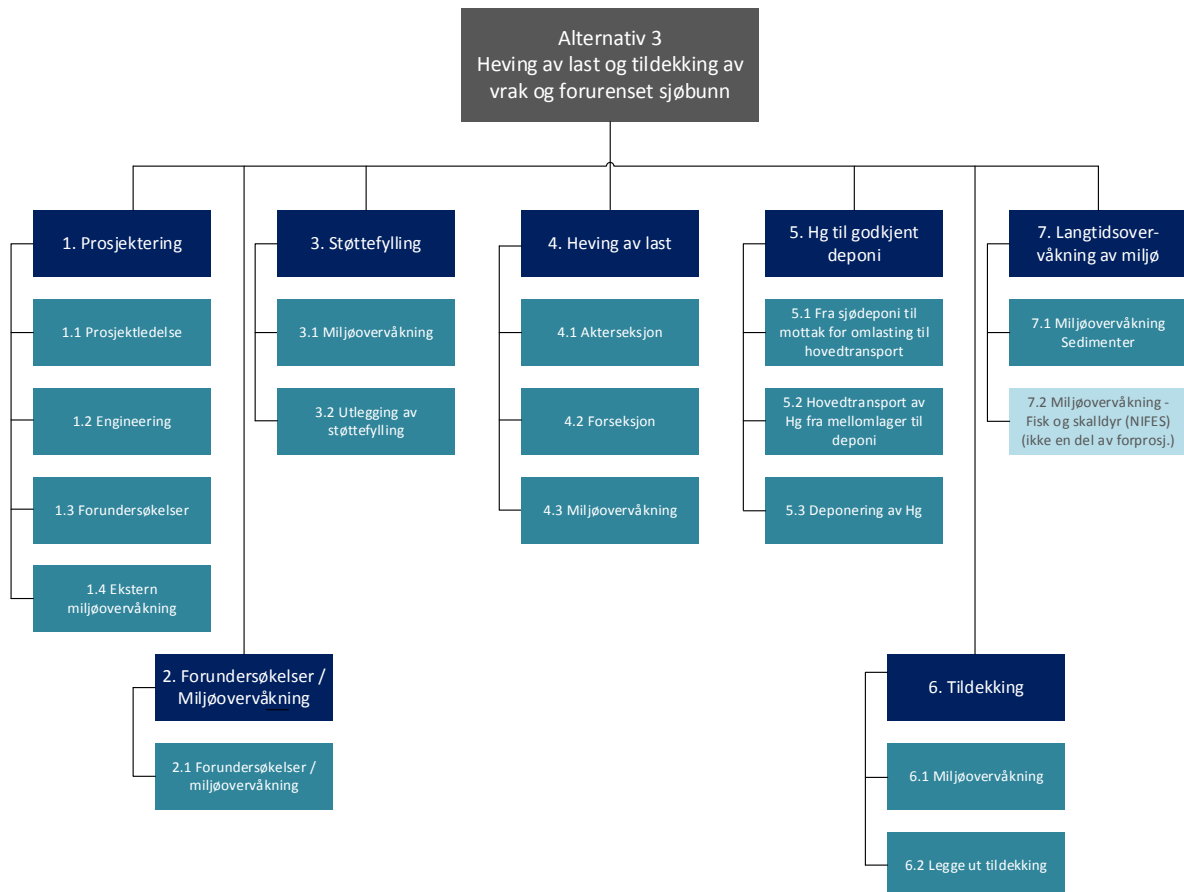 Alternativ 3
Heving av last og tildekking av
vrak og forurenset sjøbunn
1. Prosjektering
1.1 Prosjektledelse
1.2 Engineering
1.3 Forundersøkelser
1.4 Ekstern
miljøovervåkning
2. Forundersøkelser /
Miljøovervåkning
2.1 Forundersøkelser /
miljøovervåkning
3. Støttefylling
3.1 Miljøovervåkning
3.2 Utlegging av
støttefylling
4. Heving av last
4.1 Akterseksjon
4.2 Forseksjon
4.3 Miljøovervåkning
5. Hg til godkjent
deponi
5.1 Fra sjødeponi til
mottak for omlasting til
hovedtransport
5.2 Hovedtransport av
Hg fra mellomlager til
deponi
5.3 Deponering av Hg
6. Tildekking
6.1 Miljøovervåkning
6.2 Legge ut tildekking
7. Langtidsover-
våkning av miljø
7.1 Miljøovervåkning
Sedimenter
7.2 Miljøovervåkning -
Fisk og skalldyr (NIFES)
(ikke en del av forprosj.)